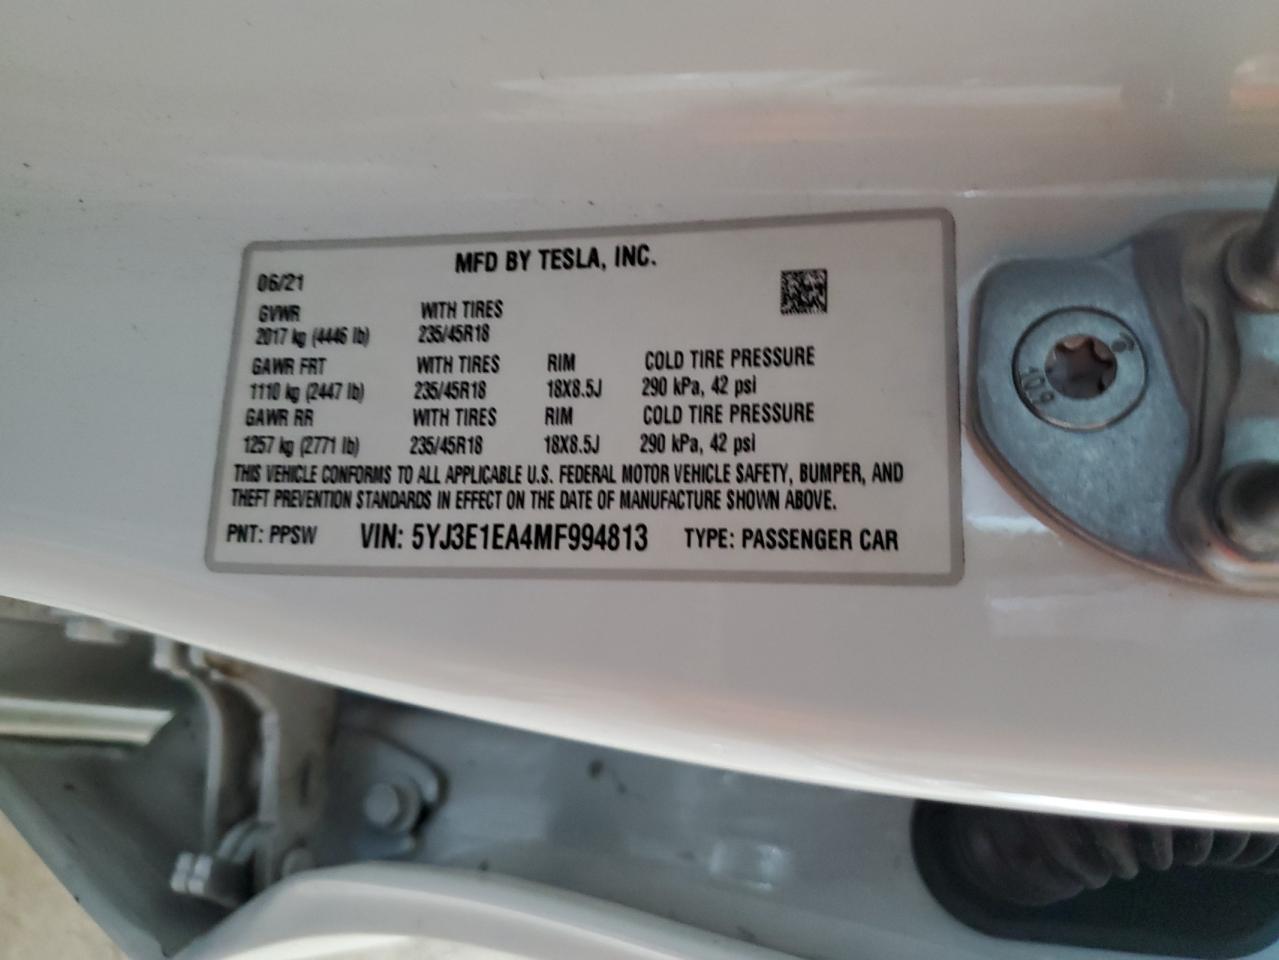 MFD BY TESLA, INC.
06/21
GVWR WITH TIRES
2017 kg (4446 lb) 235/45R18
GAWR FRT WITH TIRES RIM COLD TIRE PRESSURE
1110 kg (2447 lb) 235/45R18 18X8.5J 290 kPa, 42 psi
GAWR RR WITH TIRES RIM COLD TIRE PRESSURE
1257 kg (2771 lb) 235/45R18 18X8.5J 290 kPa, 42 psi
THIS VEHICLE CONFORMS TO ALL APPLICABLE U.S. FEDERAL MOTOR VEHICLE SAFETY, BUMPER, AND
THEFT PREVENTION STANDARDS IN EFFECT ON THE DATE OF MANUFACTURE SHOWN ABOVE.
PNT: PPSW VIN: 5YJ3E1EA4MF994813 TYPE: PASSENGER CAR
10.9